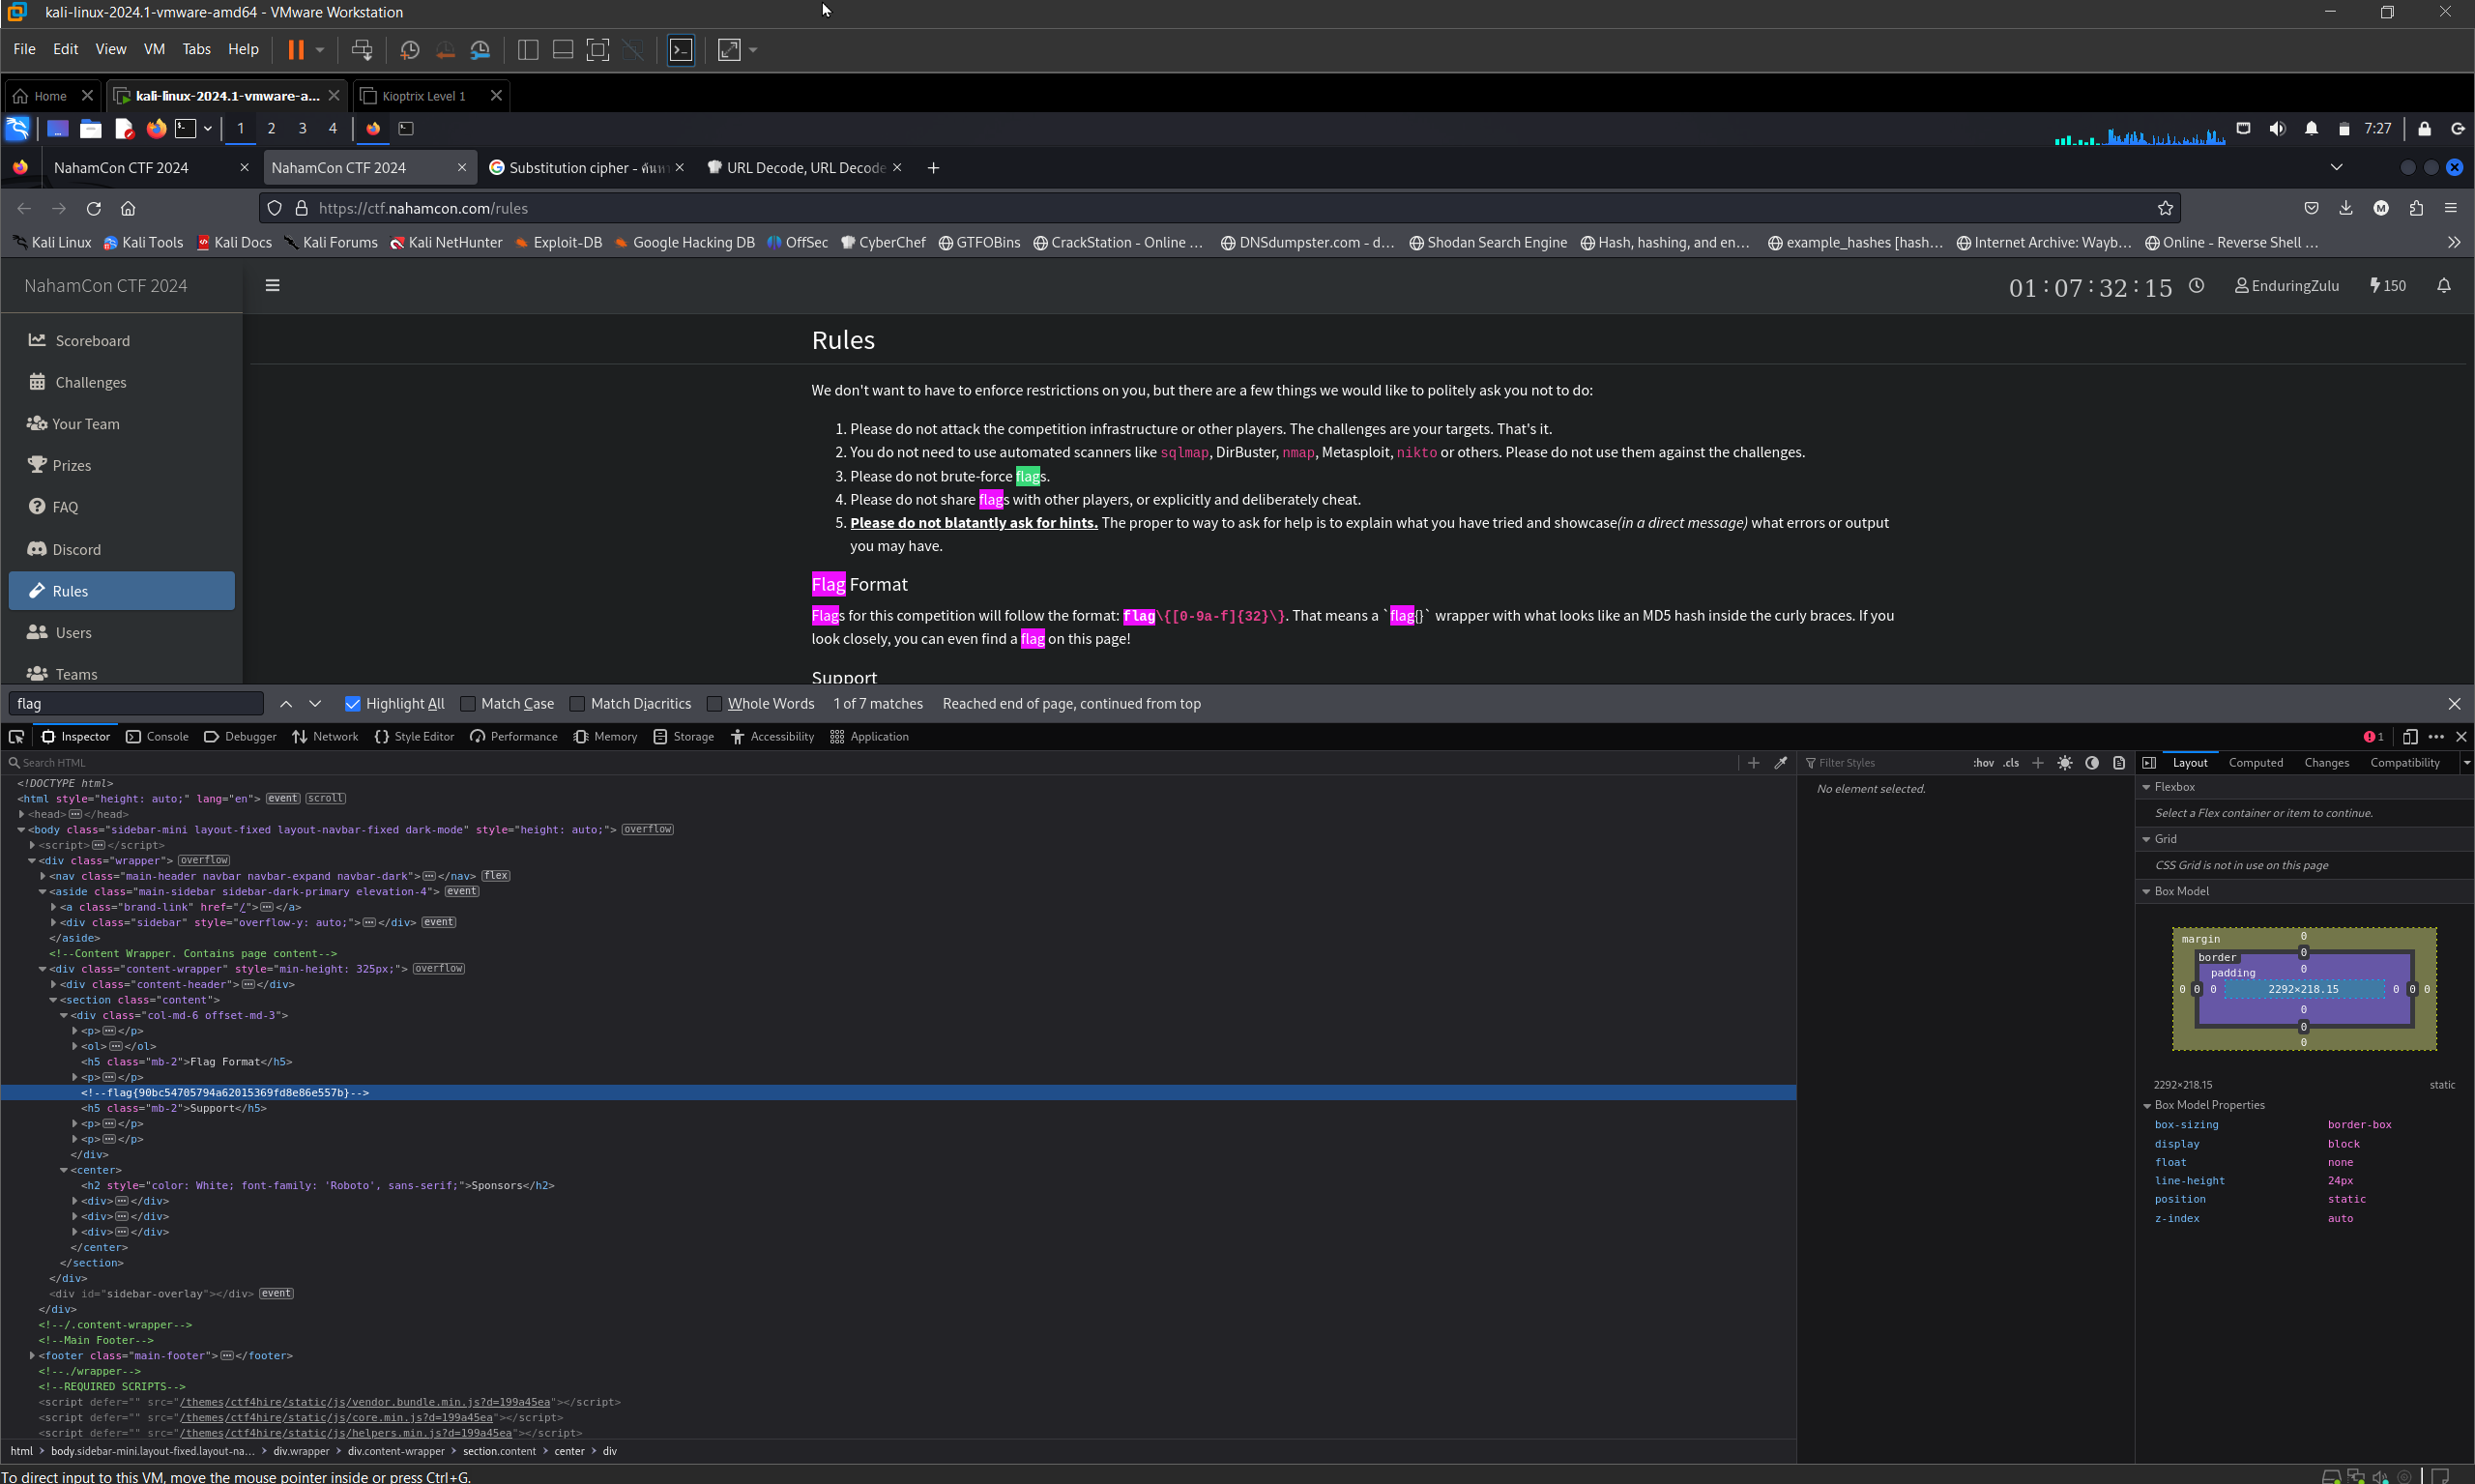 kali-linux-2024.1-vmware-amd64 - VMware Workstation
File Edit View VM Tabs Help
Home kali-linux-2024.1-vmware-a... Kioptrix Level 1
1 2 3 4 7:27
NahamCon CTF 2024 NahamCon CTF 2024 Substitution cipher - ค้นหา URL Decode, URL Decode
https://ctf.nahamcon.com/rules
Kali Linux Kali Tools Kali Docs Kali Forums Kali NetHunter Exploit-DB Google Hacking DB OffSec CyberChef GTFOBins CrackStation - Online ... DNSdumpster.com - d... Shodan Search Engine Hash, hashing, and en... example_hashes [hash... Internet Archive: Wayb... Online - Reverse Shell ...
NahamCon CTF 2024 01:07:32:15 EnduringZulu 150
Scoreboard
Challenges
Your Team
Prizes
FAQ
Discord
Rules
Users
Teams
Rules
We don't want to have to enforce restrictions on you, but there are a few things we would like to politely ask you not to do:
1. Please do not attack the competition infrastructure or other players. The challenges are your targets. That's it.
2. You do not need to use automated scanners like sqlmap, DirBuster, nmap, Metasploit, nikto or others. Please do not use them against the challenges.
3. Please do not brute-force flags.
4. Please do not share flags with other players, or explicitly and deliberately cheat.
5. Please do not blatantly ask for hints. The proper to way to ask for help is to explain what you have tried and showcase(in a direct message) what errors or output
you may have.
Flag Format
Flags for this competition will follow the format: flag\{[0-9a-f]{32}\}. That means a `flag{}` wrapper with what looks like an MD5 hash inside the curly braces. If you
look closely, you can even find a flag on this page!
Support
flag Highlight All Match Case Match Diacritics Whole Words 1 of 7 matches Reached end of page, continued from top
Inspector Console Debugger Network Style Editor Performance Memory Storage Accessibility Application 1
Search HTML
<!DOCTYPE html>
<html style="height: auto;" lang="en"> event scroll
<head></head>
<body class="sidebar-mini layout-fixed layout-navbar-fixed dark-mode" style="height: auto;"> overflow
<script></script>
<div class="wrapper"> overflow
<nav class="main-header navbar navbar-expand navbar-dark"></nav> flex
<aside class="main-sidebar sidebar-dark-primary elevation-4"> event
<a class="brand-link" href="/"></a>
<div class="sidebar" style="overflow-y: auto;"></div> event
</aside>
<!--Content Wrapper. Contains page content-->
<div class="content-wrapper" style="min-height: 325px;"> overflow
<div class="content-header"></div>
<section class="content">
<div class="col-md-6 offset-md-3">
<p></p>
<ol></ol>
<h5 class="mb-2">Flag Format</h5>
<p></p>
<!--flag{90bc54705794a62015369fd8e86e557b}-->
<h5 class="mb-2">Support</h5>
<p></p>
<p></p>
</div>
<center>
<h2 style="color: White; font-family: 'Roboto', sans-serif;">Sponsors</h2>
<div></div>
<div></div>
<div></div>
</center>
</section>
</div>
<div id="sidebar-overlay"></div> event
</div>
<!--/.content-wrapper-->
<!--Main Footer-->
<footer class="main-footer"></footer>
<!--./wrapper-->
<!--REQUIRED SCRIPTS-->
<script defer="" src="/themes/ctf4hire/static/js/vendor.bundle.min.js?d=199a45ea"></script>
<script defer="" src="/themes/ctf4hire/static/js/core.min.js?d=199a45ea"></script>
<script defer="" src="/themes/ctf4hire/static/js/helpers.min.js?d=199a45ea"></script>
html body.sidebar-mini.layout-fixed.layout-na... div.wrapper div.content-wrapper section.content center div
Filter Styles :hov .cls
No element selected.
Layout Computed Changes Compatibility
Flexbox
Select a Flex container or item to continue.
Grid
CSS Grid is not in use on this page
Box Model
margin 0
border 0
padding 0
0 0 0 2292×218.15 0 0 0
0
0
0
2292×218.15 static
Box Model Properties
box-sizing border-box
display block
float none
line-height 24px
position static
z-index auto
To direct input to this VM, move the mouse pointer inside or press Ctrl+G.